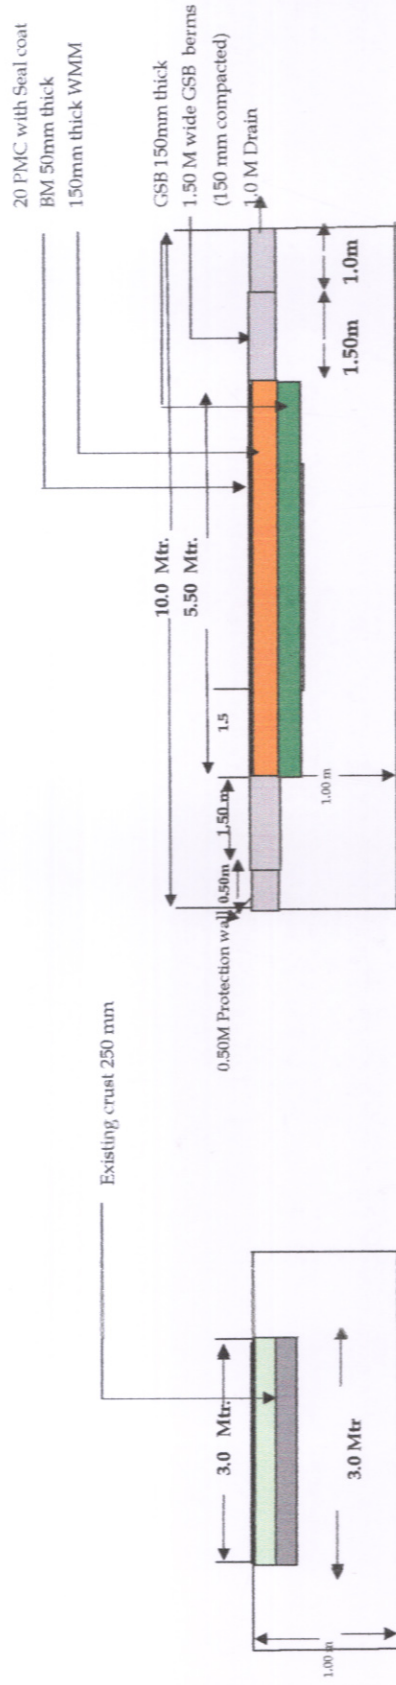 20 PMC with Seal coat
BM 50mm thick
150mm thick WMM
GSB 150mm thick
1.50 M wide GSB berms
(150 mm compacted)
1.0 M Drain
10.0 Mtr.
5.50 Mtr.
1.5
1.50 m
0.50m
0.50M Protection wall
1.00 m
1.50m
1.0m
Existing crust 250 mm
3.0 Mtr.
3.0 Mtr
1.00 m